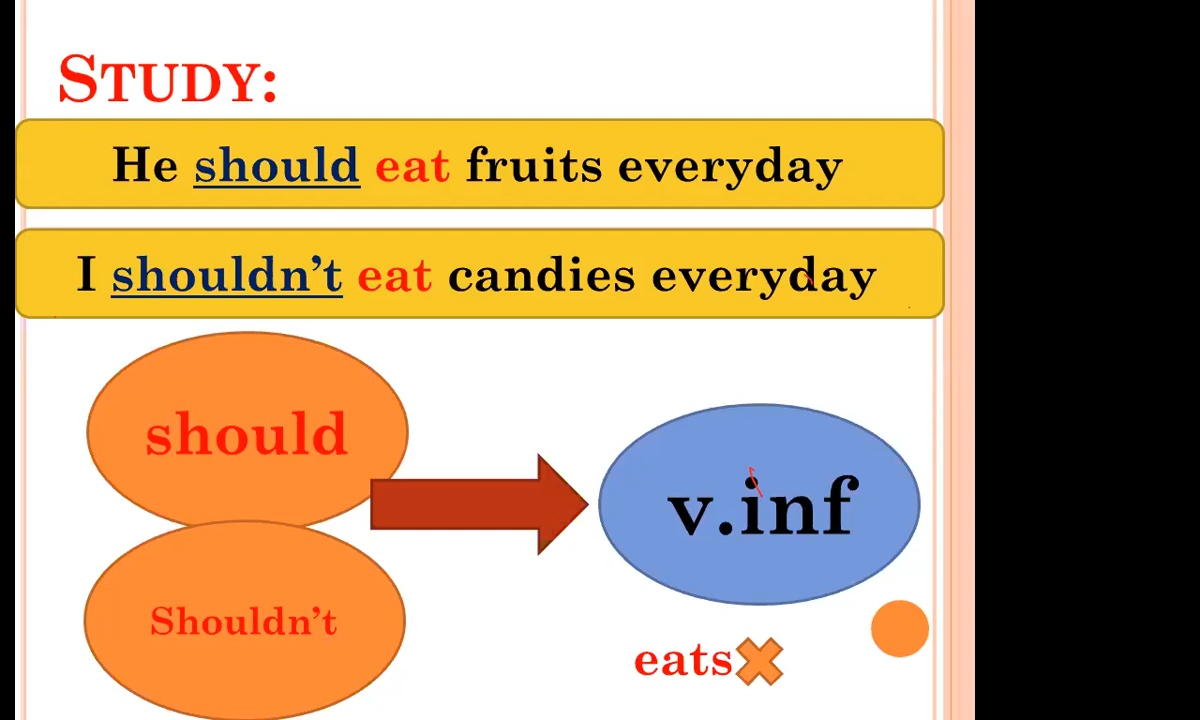 STUDY:
He should eat fruits everyday
I shouldn’t eat candies everyday
should
v.inf
Shouldn’t
eats